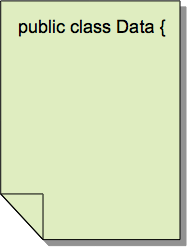 public class Data {